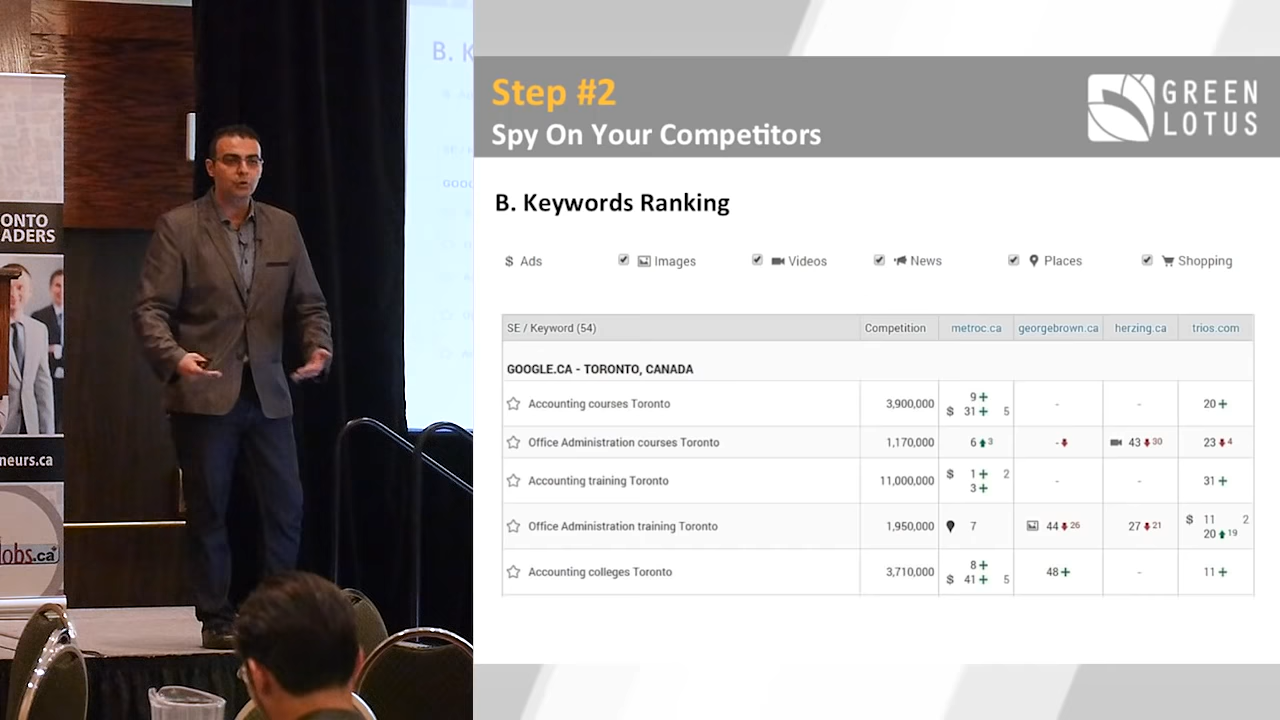 ONTO
ADERS
neurs.ca
Jobs.ca
B. K
GOOG
Step #2
Spy On Your Competitors
GREEN
LOTUS
B. Keywords Ranking
$ Ads Images Videos News Places Shopping
SE / Keyword (54) Competition metroc.ca georgebrown.ca herzing.ca trios.com
GOOGLE.CA - TORONTO, CANADA
Accounting courses Toronto 3,900,000 9+ $ 31+ 5 - - 20+
Office Administration courses Toronto 1,170,000 6 3 - 43 30 23 4
Accounting training Toronto 11,000,000 $ 1+ 2 3+ - - 31+
Office Administration training Toronto 1,950,000 7 44 26 27 21 $ 11 2 20 19
Accounting colleges Toronto 3,710,000 8+ $ 41+ 5 48+ - 11+